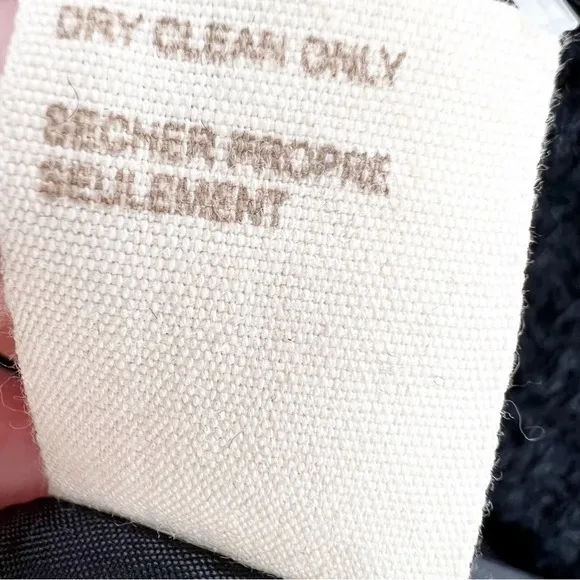 DRY CLEAN ONLY
SECHER PROPRE
SEULEMENT